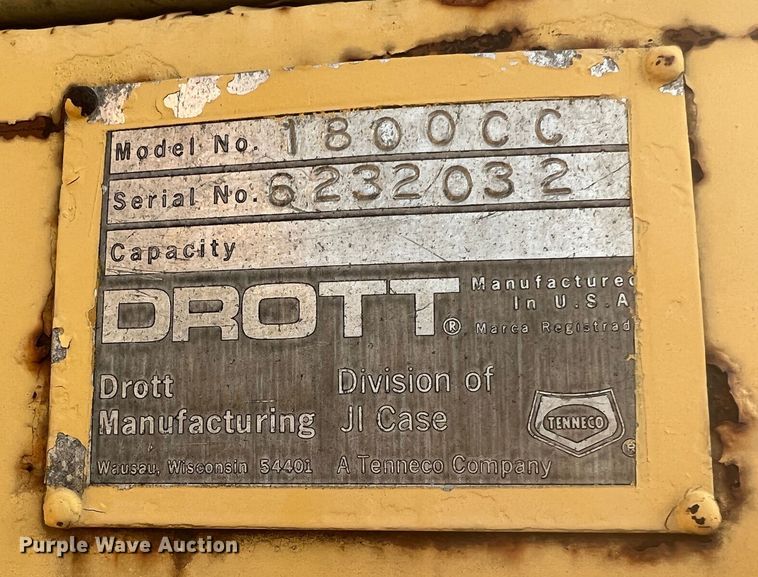 Model No. 1800CC
Serial No. 6232032
Capacity
DROTT®
Manufactured
In U.S.A
Marca Registrad
Drott
Manufacturing
Wausau, Wisconsin 54401
Division of
JI Case
A Tenneco Company
TENNECO
®
Purple Wave Auction